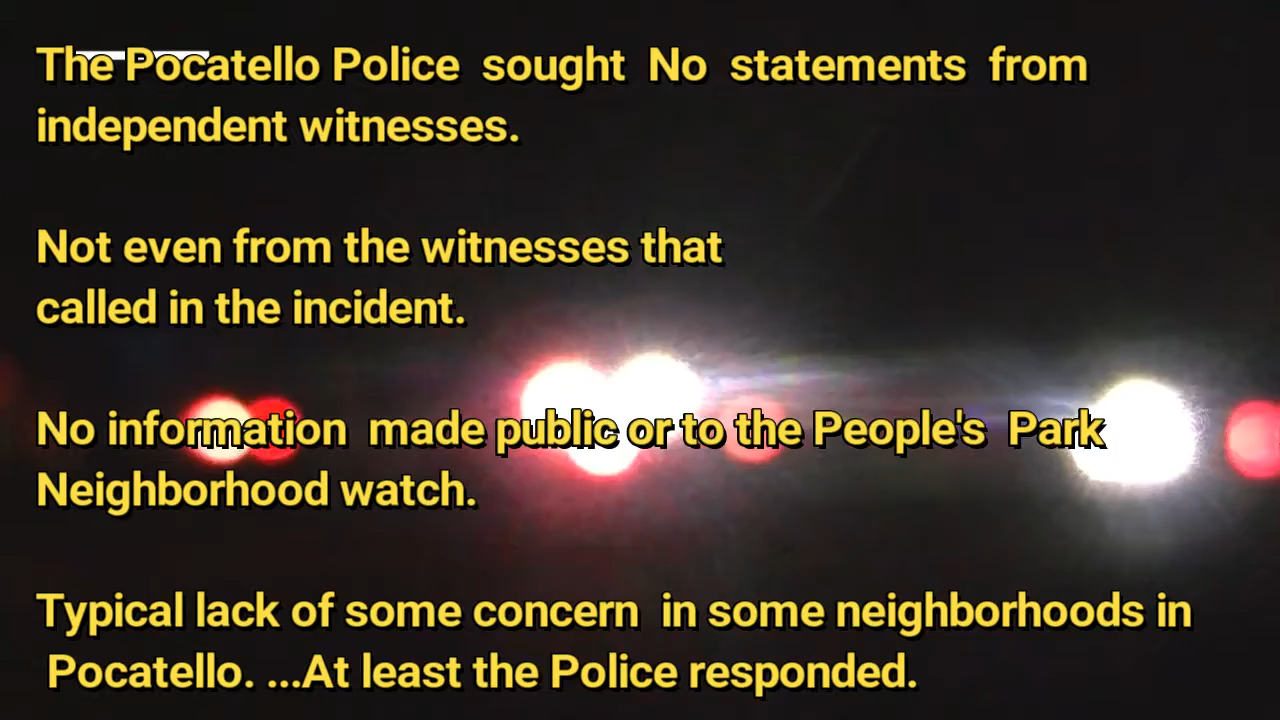 The Pocatello Police sought No statements from
independent witnesses.
Not even from the witnesses that
called in the incident.
No information made public or to the People's Park
Neighborhood watch.
Typical lack of some concern in some neighborhoods in
Pocatello. ...At least the Police responded.